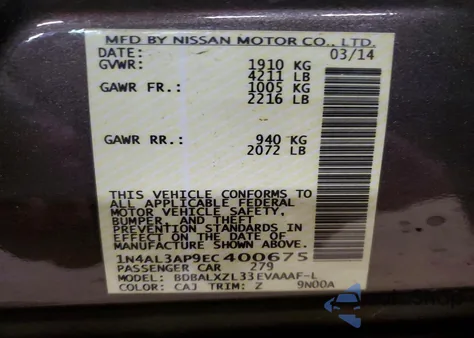 MFD BY NISSAN MOTOR CO., LTD.
DATE: 03/14
GVWR: 1910 KG
4211 LB
GAWR FR.: 1005 KG
2216 LB
GAWR RR.: 940 KG
2072 LB
THIS VEHICLE CONFORMS TO
ALL APPLICABLE FEDERAL
MOTOR VEHICLE SAFETY,
BUMPER, AND THEFT
PREVENTION STANDARDS
IN EFFECT ON THE DATE OF
MANUFACTURE SHOWN ABOVE.
1N4AL3AP9EC400675
PASSENGER CAR 279
MODEL: BDBALXZL33EVAAAF-L
COLOR: CAJ TRIM: Z 9N00A